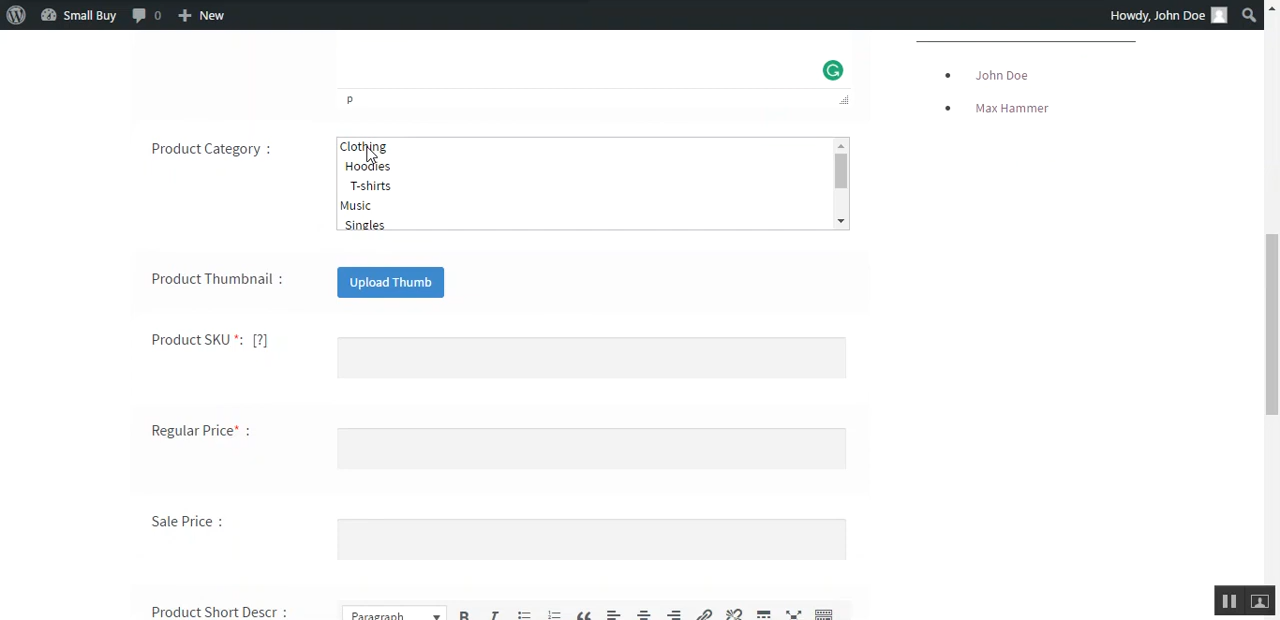 Small Buy 0 New Howdy, John Doe
John Doe
p
Max Hammer
Product Category :
Clothing
Hoodies
T-shirts
Music
Singles
Product Thumbnail :
Upload Thumb
Product SKU *: [?]
Regular Price* :
Sale Price :
Product Short Descr :
Paragraph
B I